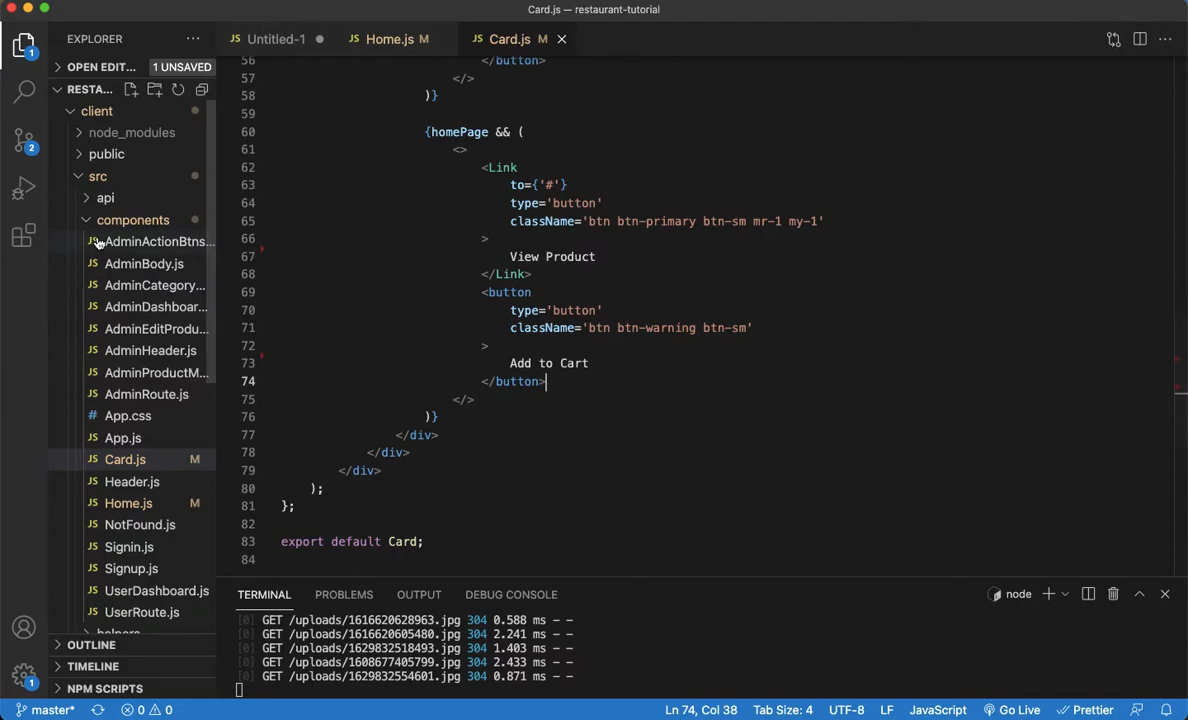 Card.js — restaurant-tutorial
EXPLORER
Untitled-1
Home.js M
Card.js M
OPEN EDIT... 1 UNSAVED
RESTA...
client
node_modules
public
src
api
components
AdminActionBtns...
AdminBody.js
AdminCategory...
AdminDashboar...
AdminEditProdu...
AdminHeader.js
AdminProductM...
AdminRoute.js
App.css
App.js
Card.js M
Header.js
Home.js M
NotFound.js
Signin.js
Signup.js
UserDashboard.js
UserRoute.js
helpers
OUTLINE
TIMELINE
NPM SCRIPTS
56 </button>
57 </>
58 )}
59
60 {homePage && (
61 <>
62 <Link
63 to={'#'}
64 type='button'
65 className='btn btn-primary btn-sm mr-1 my-1'
66 >
67 View Product
68 </Link>
69 <button
70 type='button'
71 className='btn btn-warning btn-sm'
72 >
73 Add to Cart
74 </button>
75 </>
76 )}
77 </div>
78 </div>
79 </div>
80 );
81 };
82
83 export default Card;
84
TERMINAL PROBLEMS OUTPUT DEBUG CONSOLE node
[0] GET /uploads/1616620628963.jpg 304 0.588 ms - -
[0] GET /uploads/1616620605480.jpg 304 2.241 ms - -
[0] GET /uploads/1629832518493.jpg 304 1.403 ms - -
[0] GET /uploads/1608677405799.jpg 304 2.433 ms - -
[0] GET /uploads/1629832554601.jpg 304 0.871 ms - -
master* 0 0 Ln 74, Col 38 Tab Size: 4 UTF-8 LF JavaScript Go Live Prettier